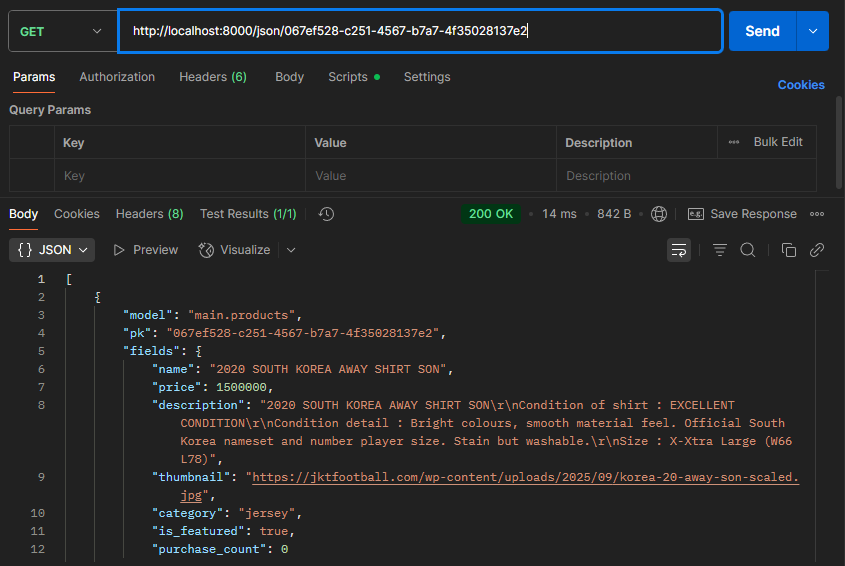 GET http://localhost:8000/json/067ef528-c251-4567-b7a7-4f35028137e2 Send
Params Authorization Headers (6) Body Scripts Settings Cookies
Query Params
Key Value Description Bulk Edit
Key Value Description
Body Cookies Headers (8) Test Results (1/1) 200 OK 14 ms 842 B e.g. Save Response
{} JSON Preview Visualize
1 [
2 {
3 "model": "main.products",
4 "pk": "067ef528-c251-4567-b7a7-4f35028137e2",
5 "fields": {
6 "name": "2020 SOUTH KOREA AWAY SHIRT SON",
7 "price": 1500000,
8 "description": "2020 SOUTH KOREA AWAY SHIRT SON\r\nCondition of shirt : EXCELLENT
CONDITION\r\nCondition detail : Bright colours, smooth material feel. Official South
Korea nameset and number player size. Stain but washable.\r\nSize : X-Xtra Large (W66
L78)",
9 "thumbnail": "https://jktfootball.com/wp-content/uploads/2025/09/korea-20-away-son-scaled.
jpg",
10 "category": "jersey",
11 "is_featured": true,
12 "purchase_count": 0